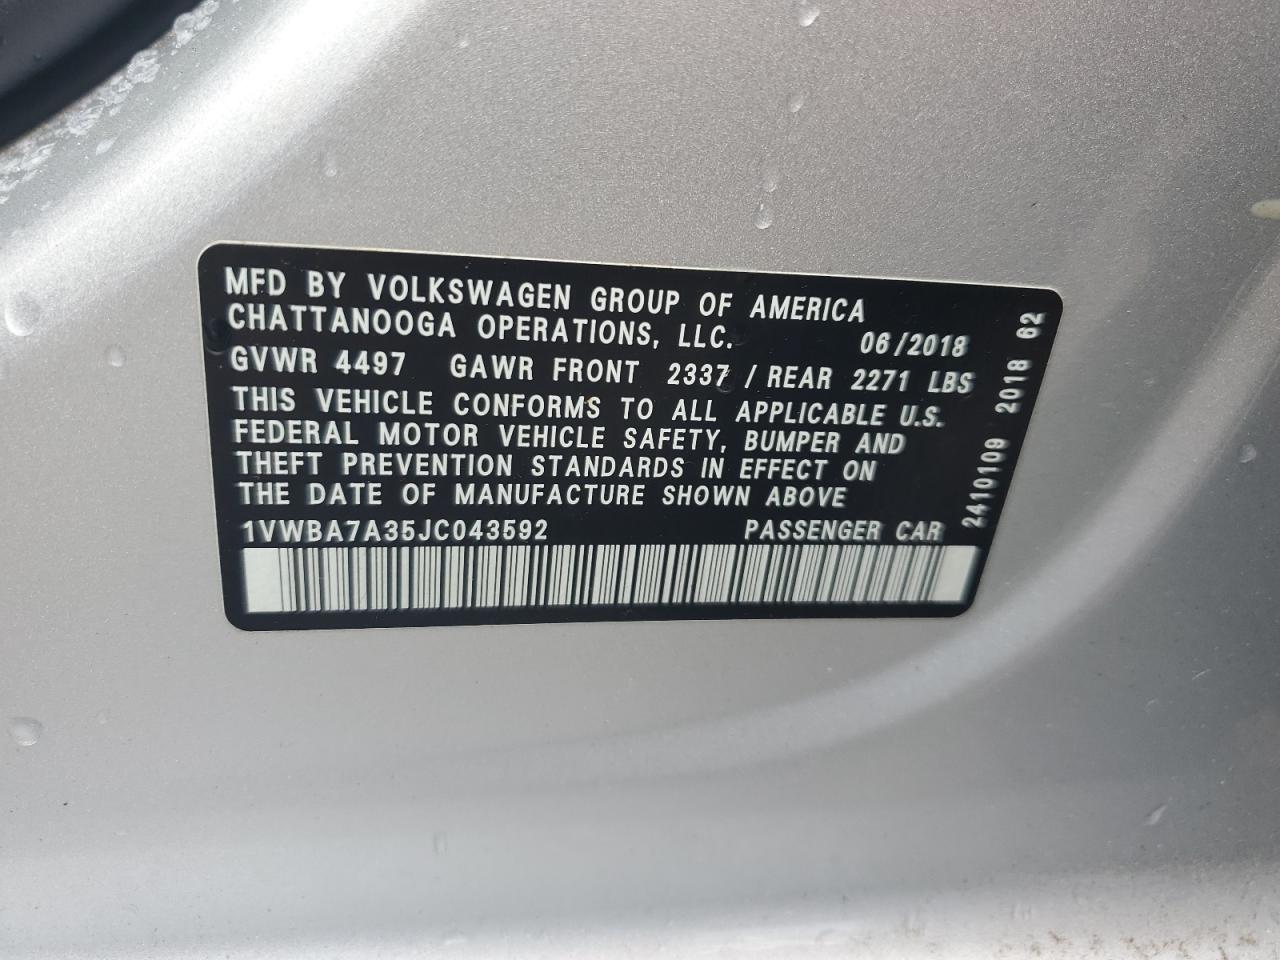 MFD BY VOLKSWAGEN GROUP OF AMERICA
CHATTANOOGA OPERATIONS, LLC. 06/2018
GVWR 4497 GAWR FRONT 2337 / REAR 2271 LBS
THIS VEHICLE CONFORMS TO ALL APPLICABLE U.S.
FEDERAL MOTOR VEHICLE SAFETY, BUMPER AND
THEFT PREVENTION STANDARDS IN EFFECT ON
THE DATE OF MANUFACTURE SHOWN ABOVE
1VWBA7A35JC043592 PASSENGER CAR
2410109 2018 62